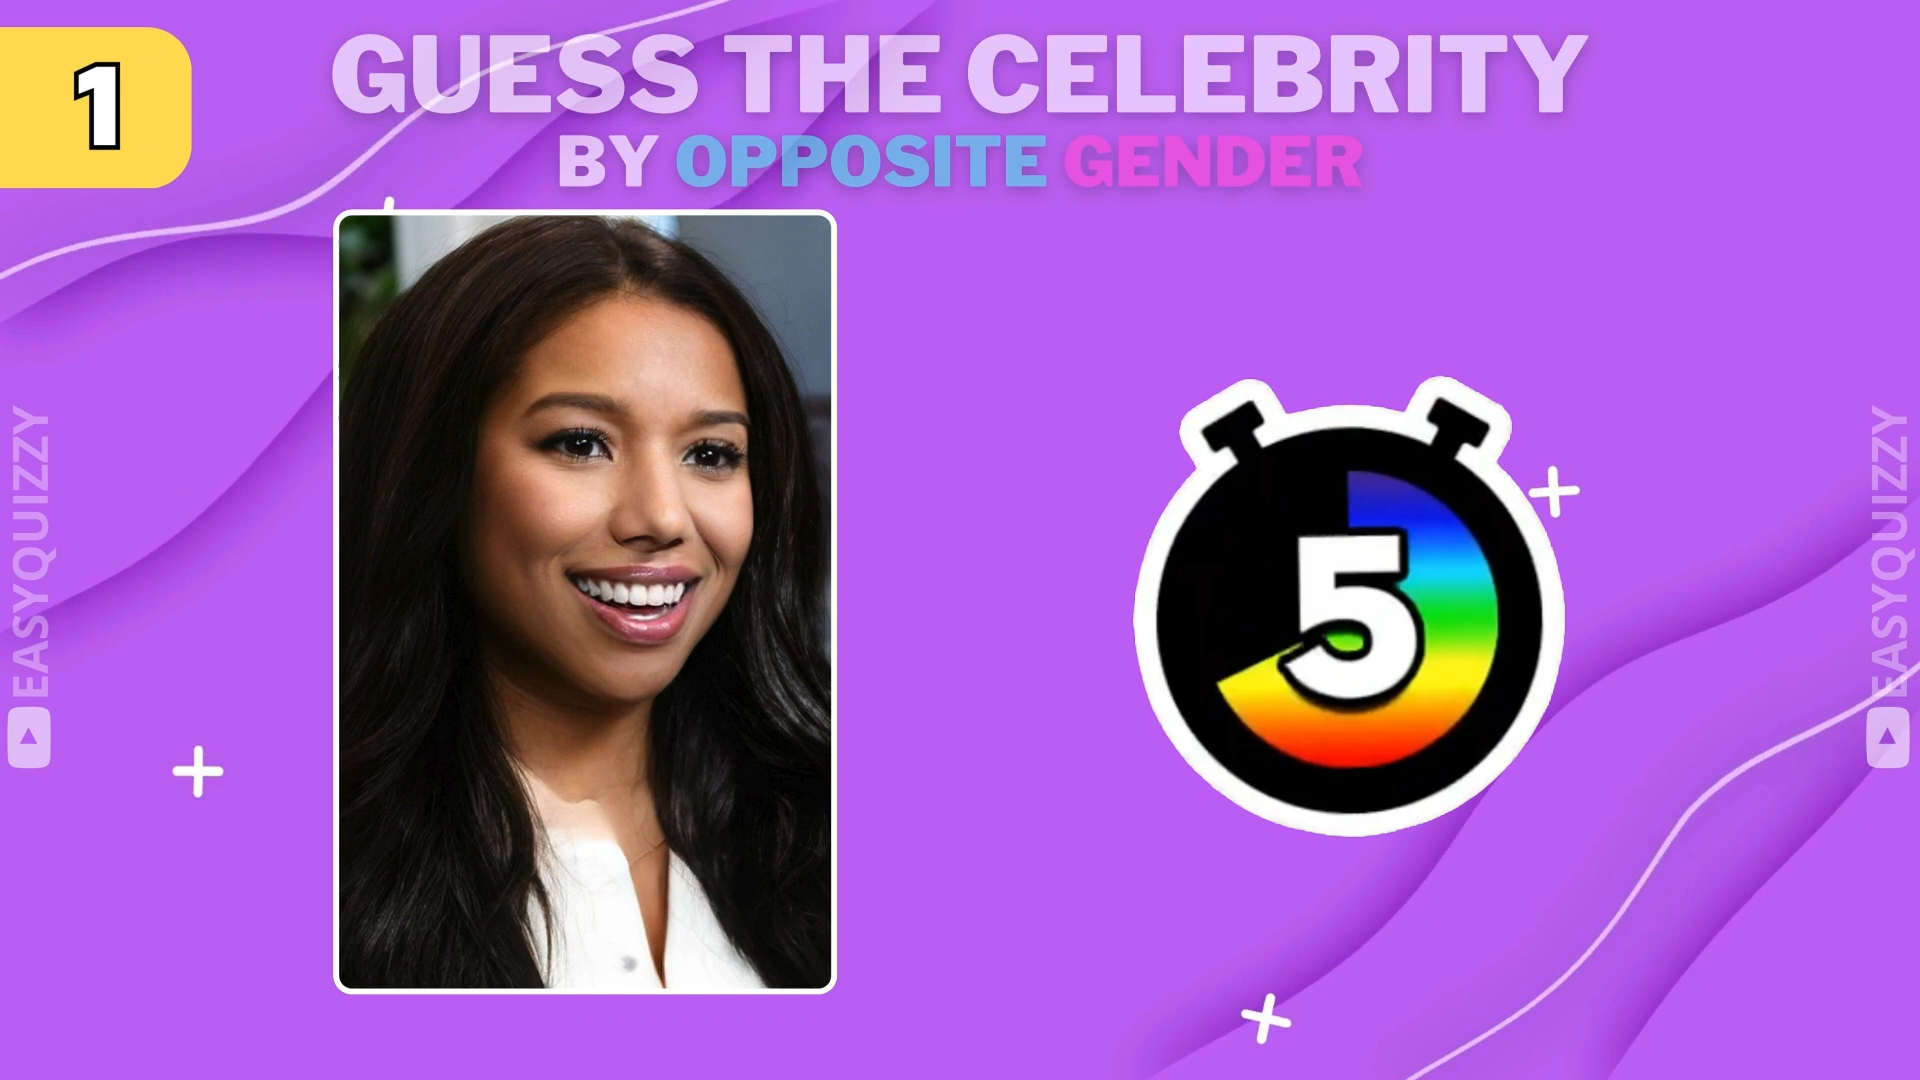 1
GUESS THE CELEBRITY
BY OPPOSITE GENDER
5
EASYQUIZZY
EASYQUIZZY